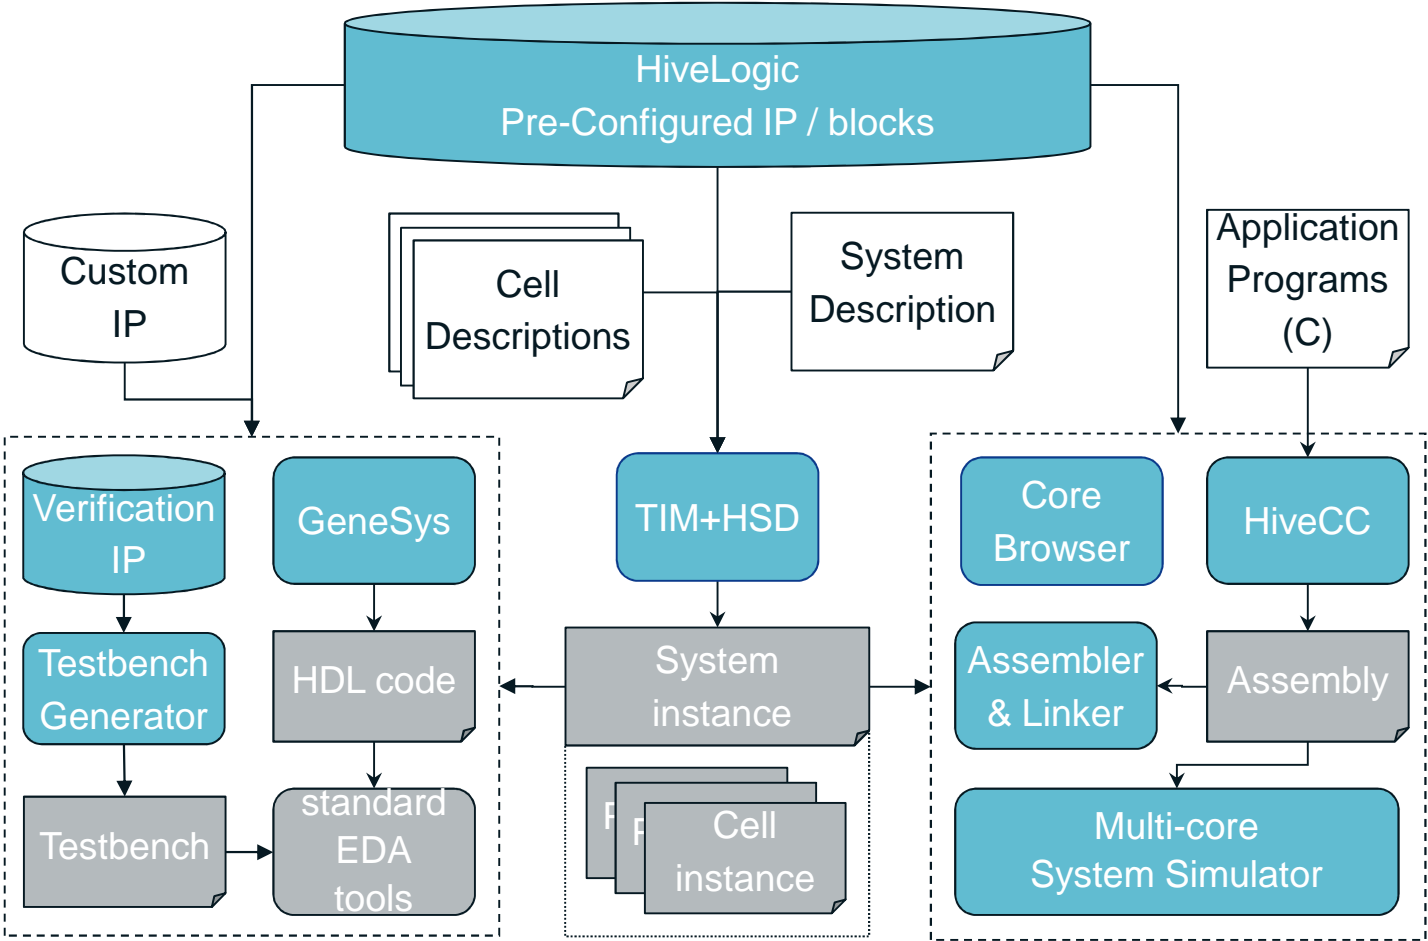 HiveLogic
Pre-Configured IP / blocks
Custom
IP
Cell
Descriptions
System
Description
Application
Programs
(C)
Verification
IP
GeneSys
TIM+HSD
Core
Browser
HiveCC
Testbench
Generator
HDL code
System
instance
Assembler
& Linker
Assembly
Testbench
standard
EDA
tools
Cell
instance
Multi-core
System Simulator